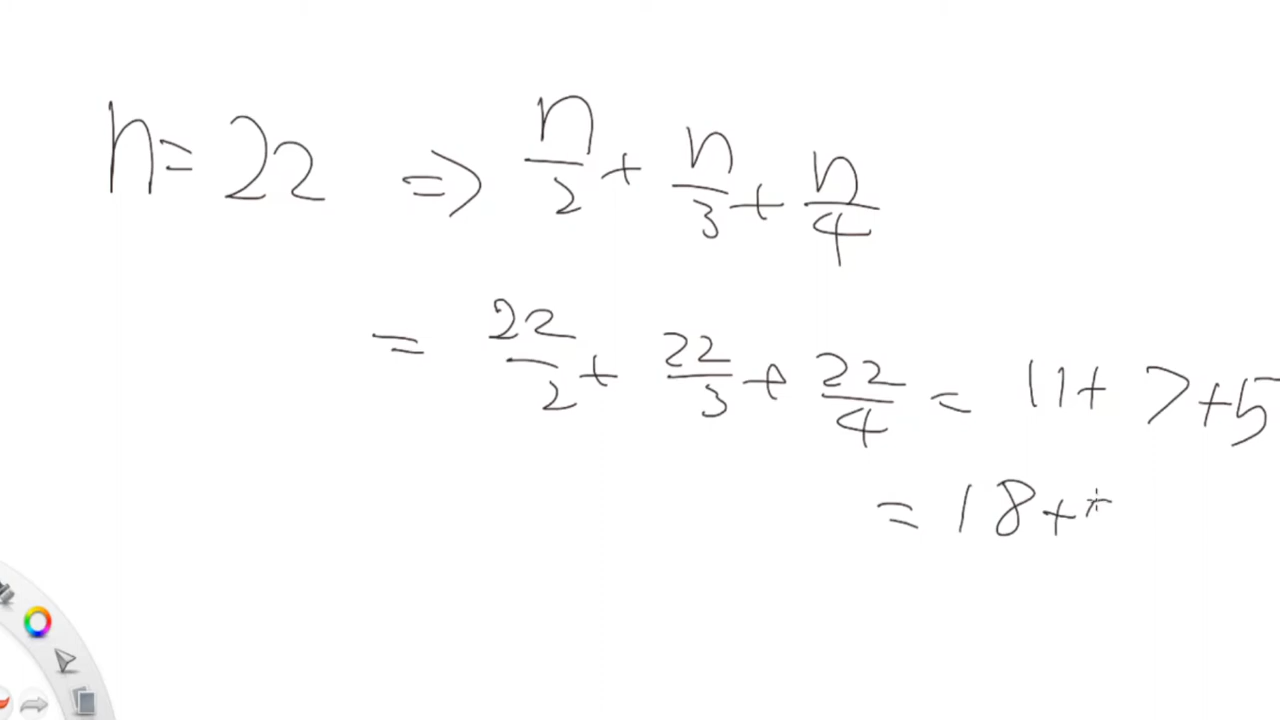 n = 22 => n/2 + n/3 + n/4
= 22/2 + 22/3 + 22/4 = 11 + 7 + 5
= 18 +